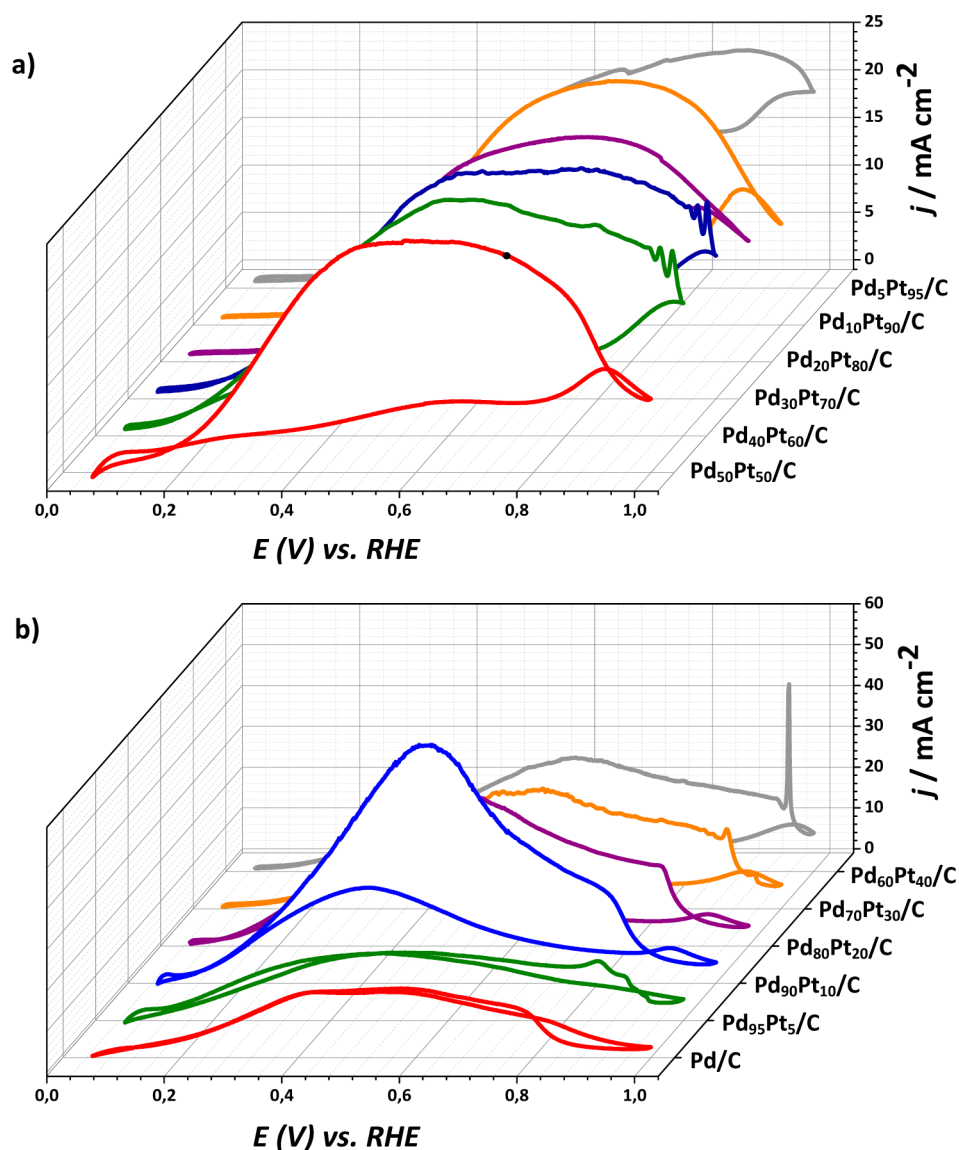 a)
25
20
15
10
5
0
j / mA cm-2
Pd5Pt95/C
Pd10Pt90/C
Pd20Pt80/C
Pd30Pt70/C
Pd40Pt60/C
Pd50Pt50/C
0,0 0,2 0,4 0,6 0,8 1,0
E (V) vs. RHE
b)
60
50
40
30
20
10
0
j / mA cm-2
Pd60Pt40/C
Pd70Pt30/C
Pd80Pt20/C
Pd90Pt10/C
Pd95Pt5/C
Pd/C
0,0 0,2 0,4 0,6 0,8 1,0
E (V) vs. RHE